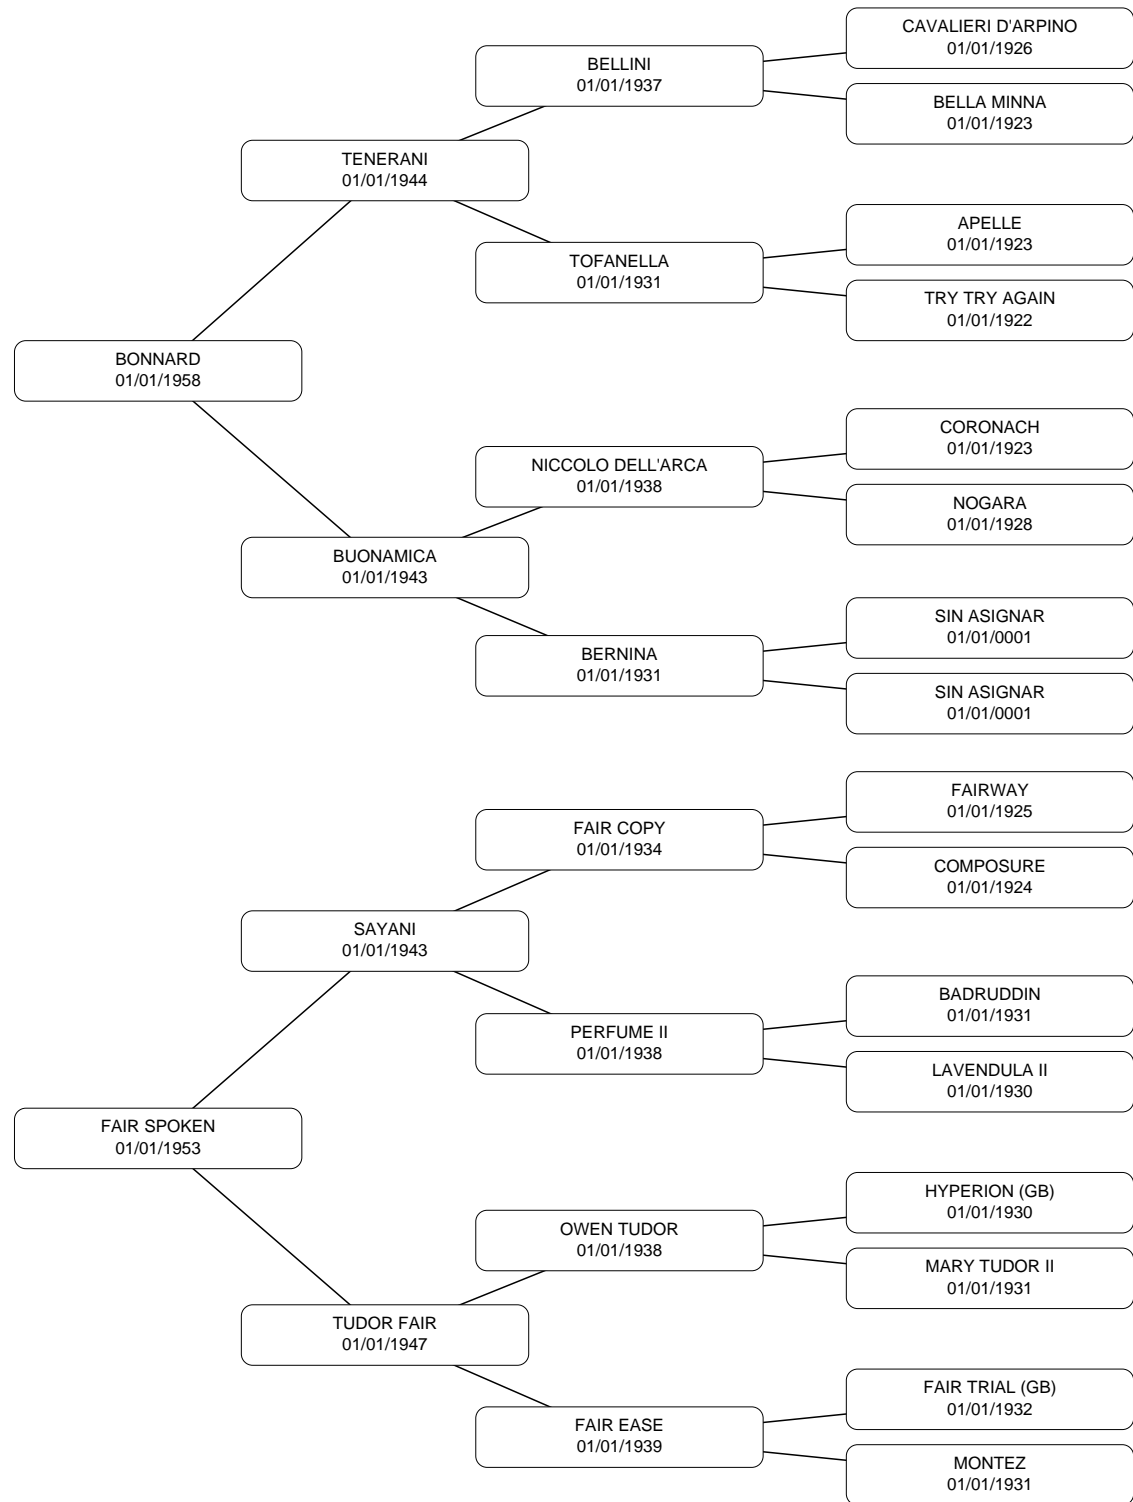 CAVALIERI D'ARPINO
01/01/1926
BELLINI
01/01/1937
BELLA MINNA
01/01/1923
TENERANI
01/01/1944
APELLE
01/01/1923
TOFANELLA
01/01/1931
TRY TRY AGAIN
01/01/1922
BONNARD
01/01/1958
CORONACH
01/01/1923
NICCOLO DELL'ARCA
01/01/1938
NOGARA
01/01/1928
BUONAMICA
01/01/1943
SIN ASIGNAR
01/01/0001
BERNINA
01/01/1931
SIN ASIGNAR
01/01/0001
FAIRWAY
01/01/1925
FAIR COPY
01/01/1934
COMPOSURE
01/01/1924
SAYANI
01/01/1943
BADRUDDIN
01/01/1931
PERFUME II
01/01/1938
LAVENDULA II
01/01/1930
FAIR SPOKEN
01/01/1953
HYPERION (GB)
01/01/1930
OWEN TUDOR
01/01/1938
MARY TUDOR II
01/01/1931
TUDOR FAIR
01/01/1947
FAIR TRIAL (GB)
01/01/1932
FAIR EASE
01/01/1939
MONTEZ
01/01/1931